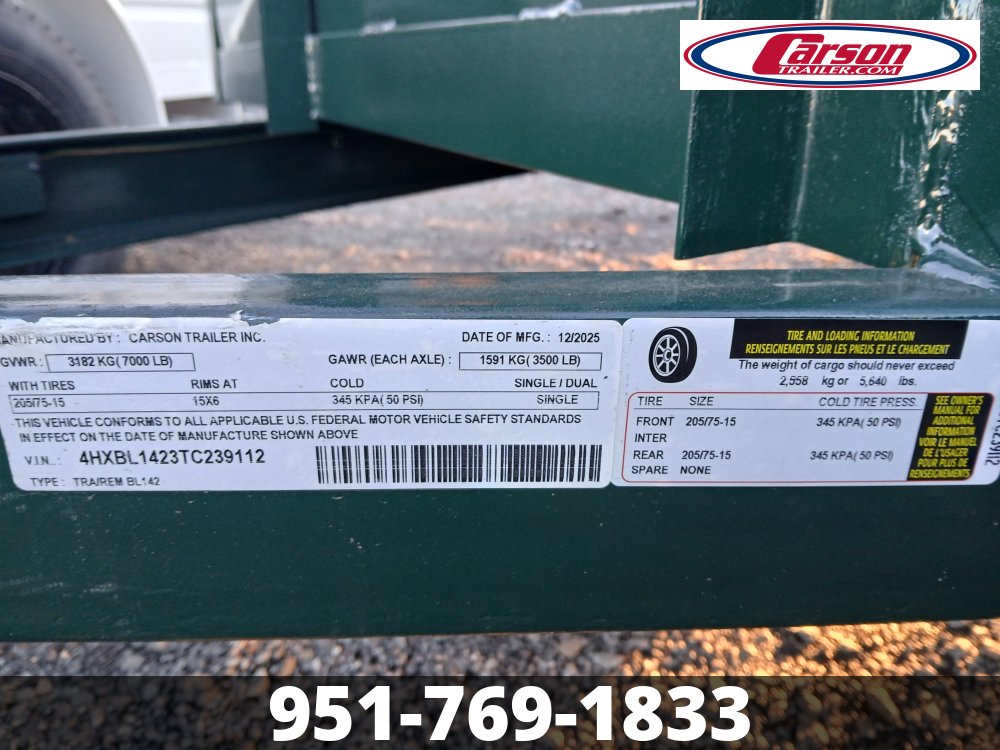 Carson
TRAILER.COM
MANUFACTURED BY : CARSON TRAILER INC. DATE OF MFG. : 12/2025
GVWR : 3182 KG( 7000 LB) GAWR (EACH AXLE) : 1591 KG( 3500 LB)
WITH TIRES RIMS AT COLD SINGLE / DUAL
205/75-15 15X6 345 KPA( 50 PSI) SINGLE
THIS VEHICLE CONFORMS TO ALL APPLICABLE U.S. FEDERAL MOTOR VEHICLE SAFETY STANDARDS
IN EFFECT ON THE DATE OF MANUFACTURE SHOWN ABOVE
V.I.N.. : 4HXBL1423TC239112
TYPE : TRA/REM BL142
TIRE AND LOADING INFORMATION
RENSEIGNEMENTS SUR LES PNEUS ET LE CHARGEMENT
The weight of cargo should never exceed
2,558 kg or 5,640 lbs.
TIRE SIZE COLD TIRE PRESS.
FRONT 205/75-15 345 KPA( 50 PSI)
INTER
REAR 205/75-15 345 KPA( 50 PSI)
SPARE NONE
SEE OWNER'S
MANUAL FOR
ADDITIONAL
INFORMATION
VOIR LE MANUEL
DE L'USAGER
POUR PLUS DE
RENSEIGNEMENTS
951-769-1833